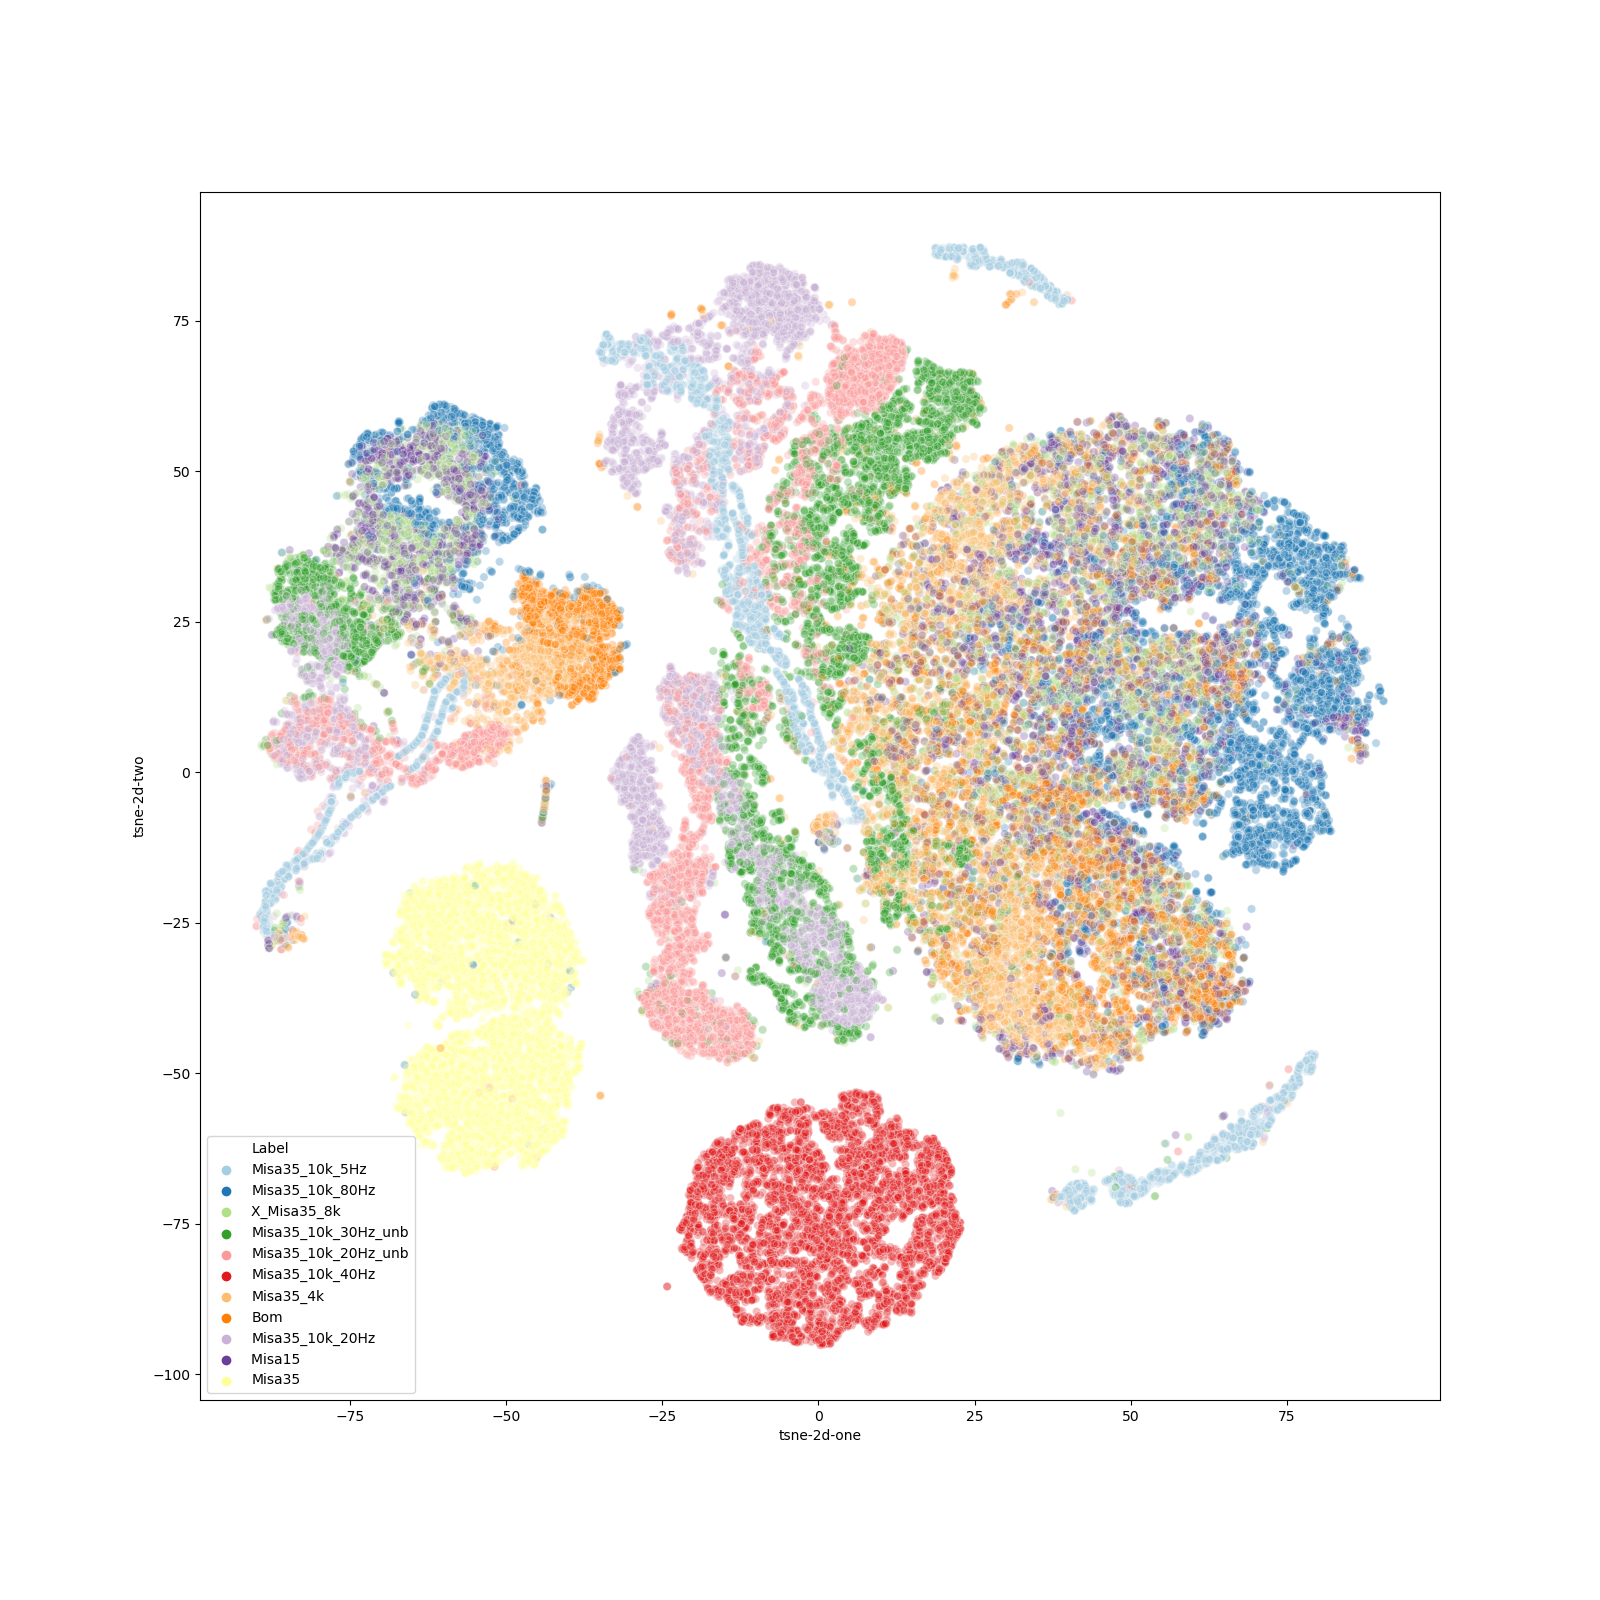 75
50
25
0
−25
−50
−75
−100
tsne-2d-two
Label
Misa35_10k_5Hz
Misa35_10k_80Hz
X_Misa35_8k
Misa35_10k_30Hz_unb
Misa35_10k_20Hz_unb
Misa35_10k_40Hz
Misa35_4k
Bom
Misa35_10k_20Hz
Misa15
Misa35
−75 −50 −25 0 25 50 75
tsne-2d-one